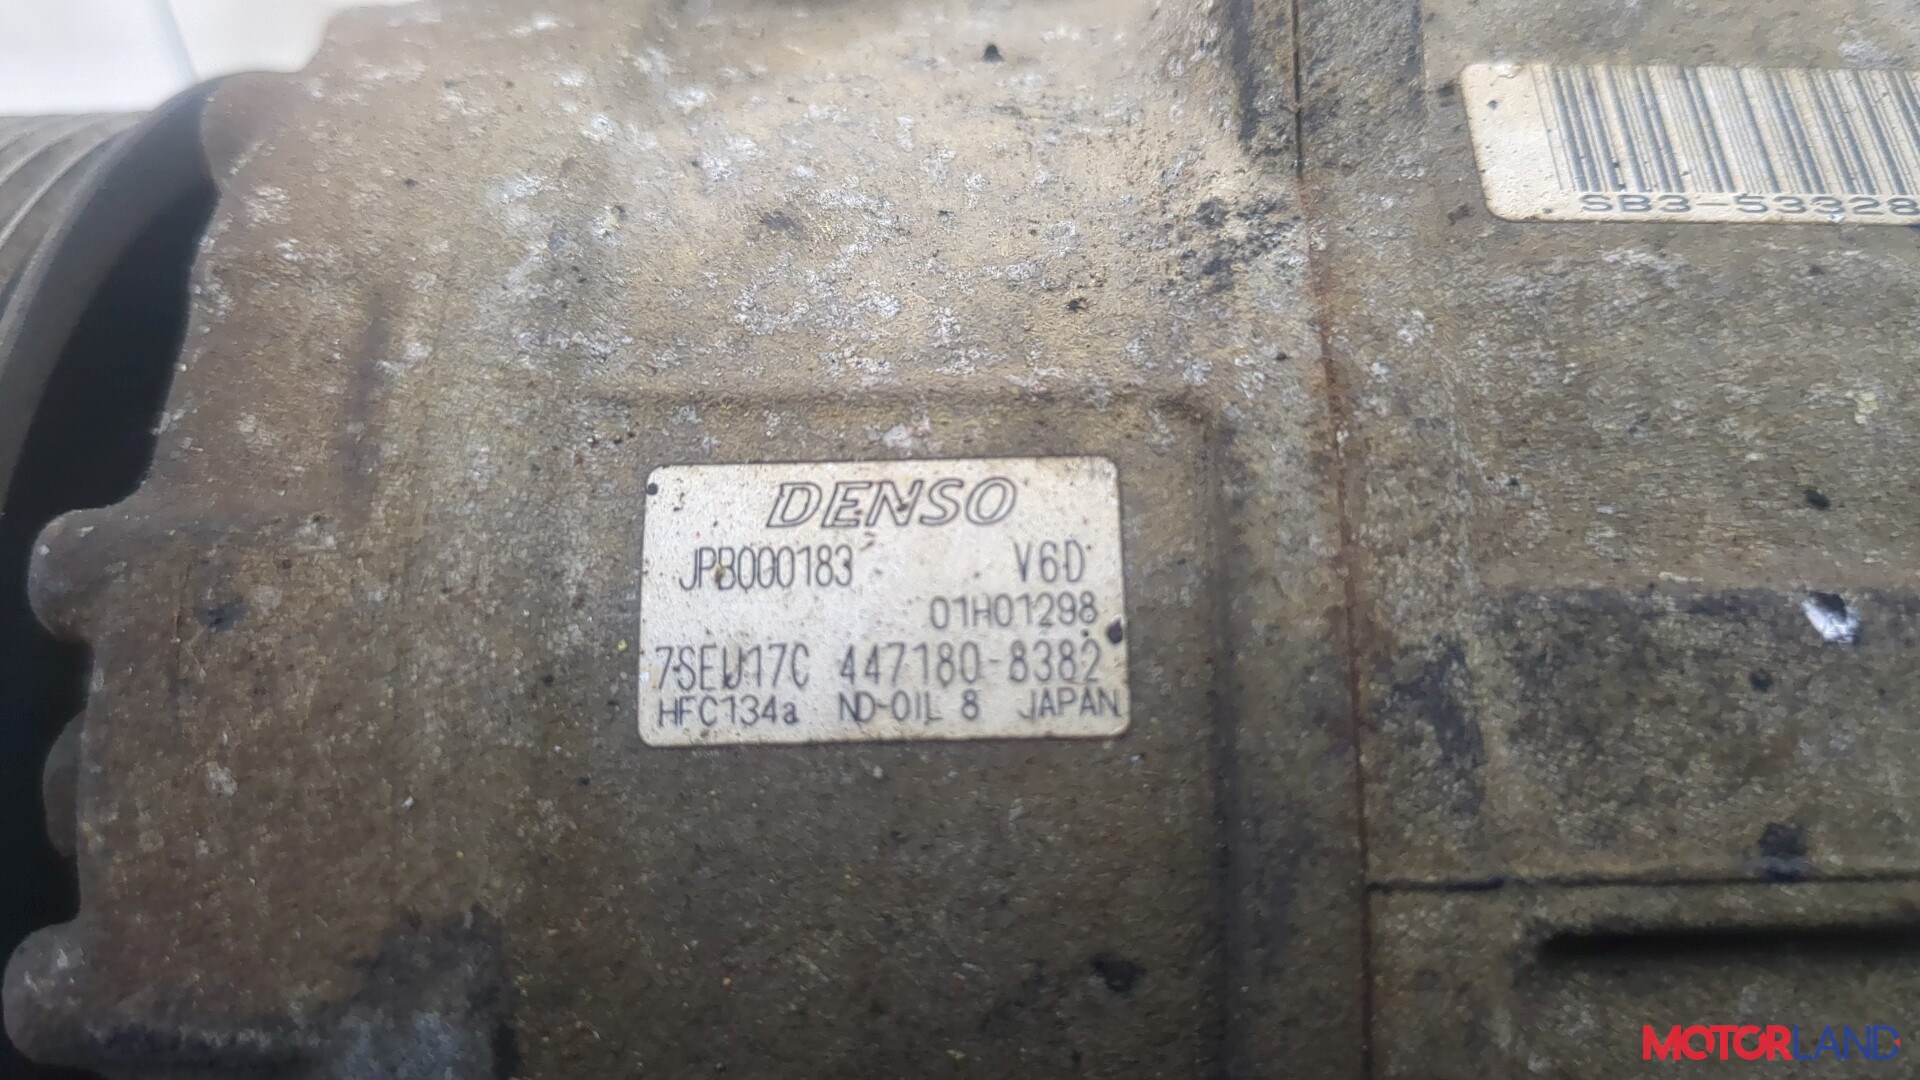 SB3-53328
DENSO
JPB000183 V6D
01H01298
7SEU17C 447180-8382
HFC134a ND-OIL 8 JAPAN
MOTORLAND